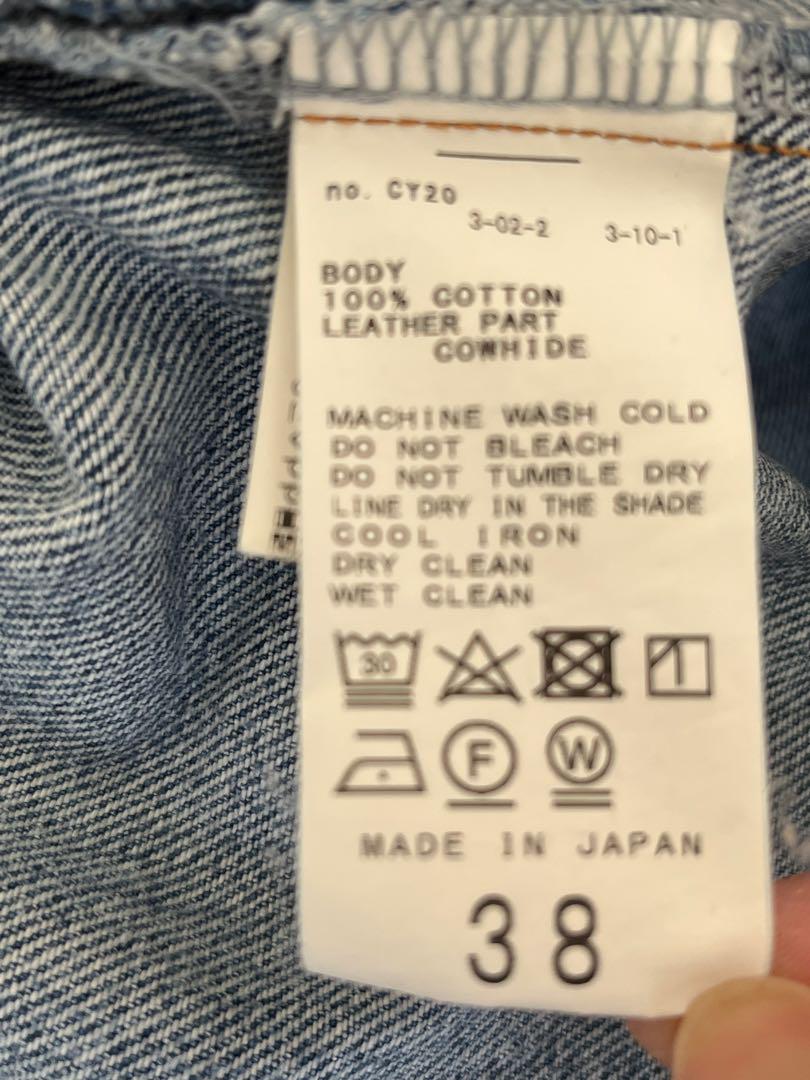 no. CY20
3-02-2 3-10-1
BODY
100% COTTON
LEATHER PART
COWHIDE
MACHINE WASH COLD
DO NOT BLEACH
DO NOT TUMBLE DRY
LINE DRY IN THE SHADE
COOL IRON
DRY CLEAN
WET CLEAN
30
F W
MADE IN JAPAN
38